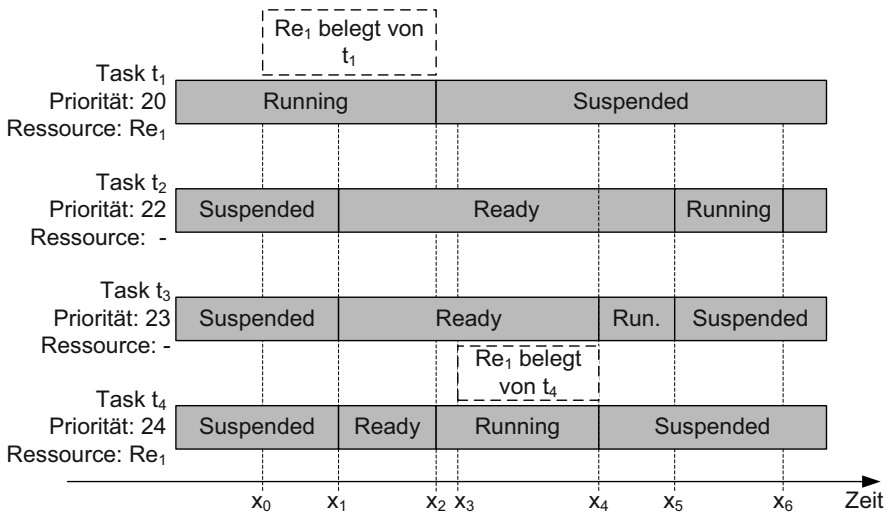 Re₁ belegt von
t₁
Task t₁
Priorität: 20
Ressource: Re₁
Running
Suspended
Task t₂
Priorität: 22
Ressource: -
Suspended
Ready
Running
Task t₃
Priorität: 23
Ressource: -
Suspended
Ready
Run.
Suspended
Re₁ belegt
von t₄
Task t₄
Priorität: 24
Ressource: Re₁
Suspended
Ready
Running
Suspended
x₀ x₁ x₂ x₃ x₄ x₅ x₆ Zeit